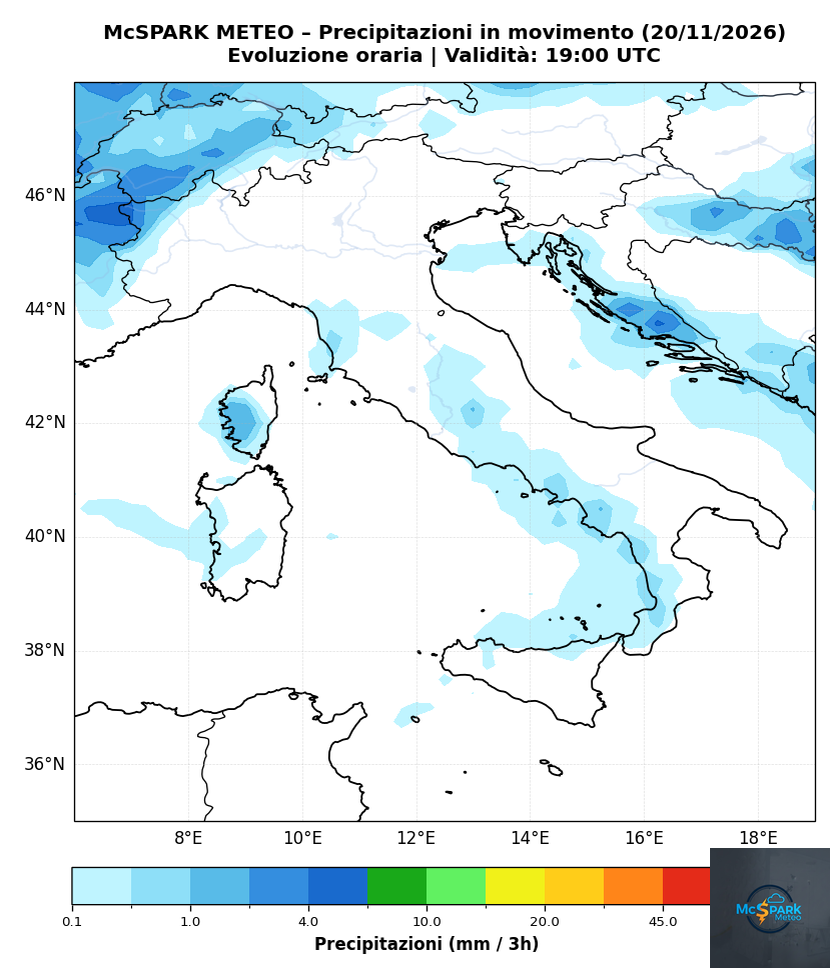 McSPARK METEO – Precipitazioni in movimento (20/11/2026)
Evoluzione oraria | Validità: 19:00 UTC
46°N
44°N
42°N
40°N
38°N
36°N
8°E 10°E 12°E 14°E 16°E 18°E
0.1 1.0 4.0 10.0 20.0 45.0
Precipitazioni (mm / 3h)
McSPARK
Meteo